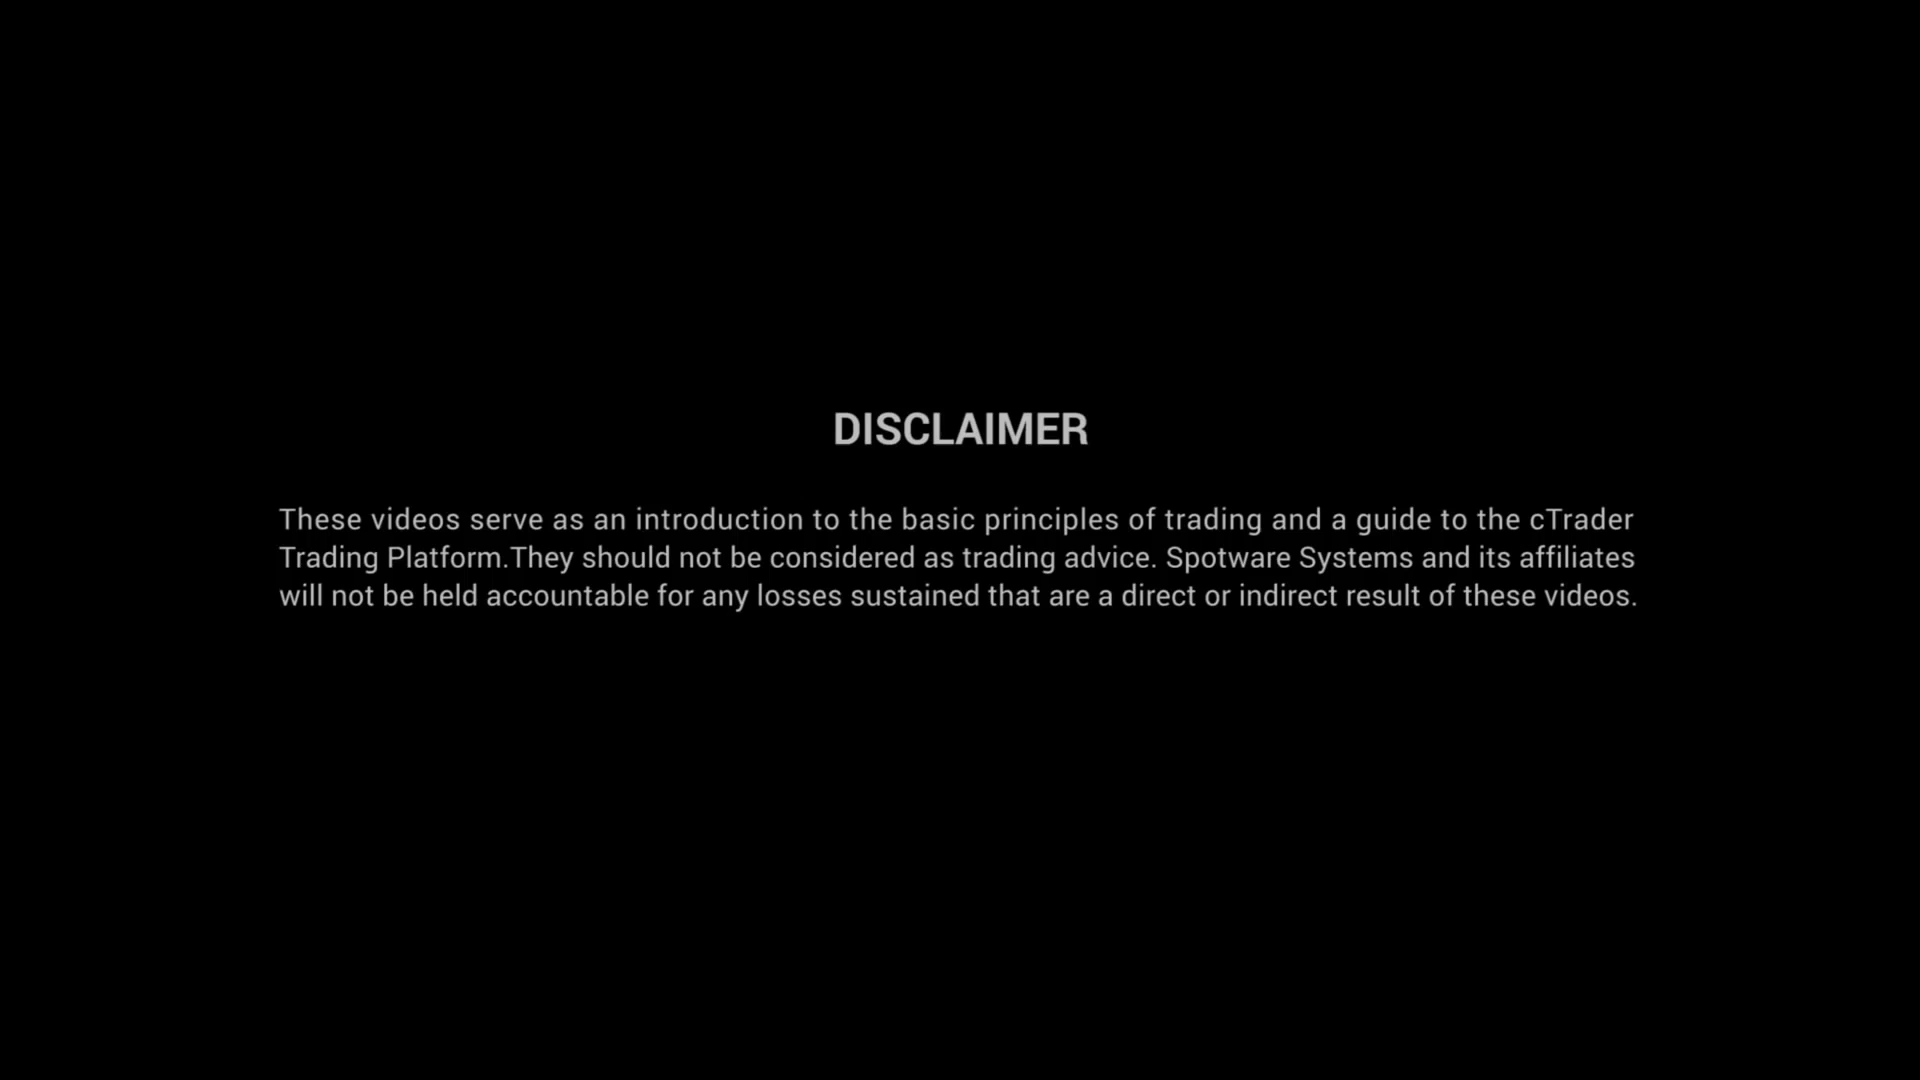 DISCLAIMER
These videos serve as an introduction to the basic principles of trading and a guide to the cTrader
Trading Platform.They should not be considered as trading advice. Spotware Systems and its affiliates
will not be held accountable for any losses sustained that are a direct or indirect result of these videos.